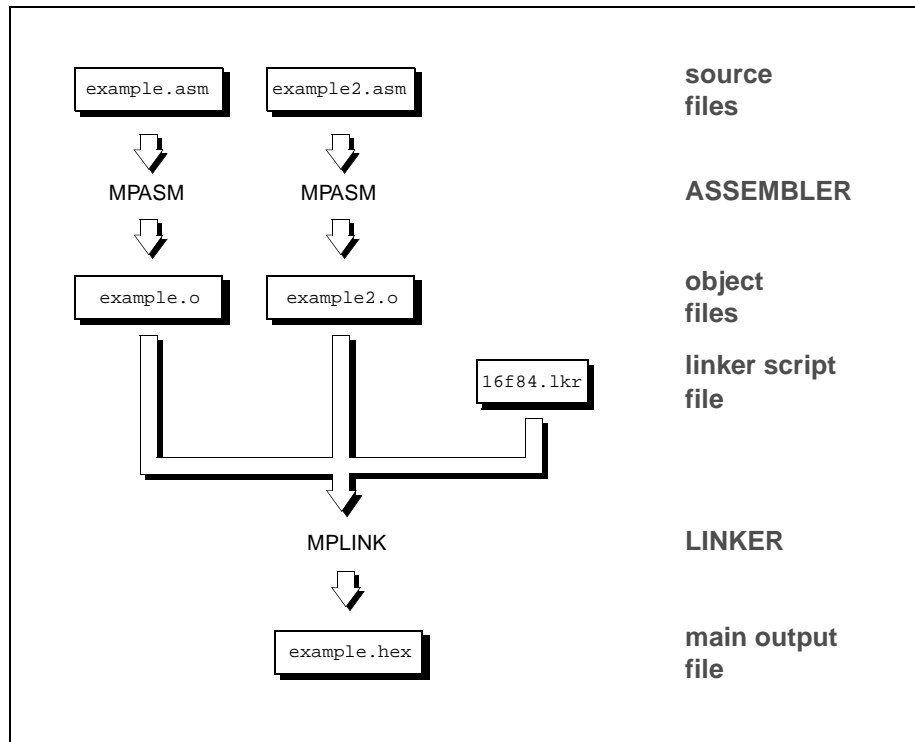 example.asm example2.asm source
files
MPASM MPASM ASSEMBLER
example.o example2.o object
files
16f84.lkr linker script
file
MPLINK LINKER
example.hex main output
file